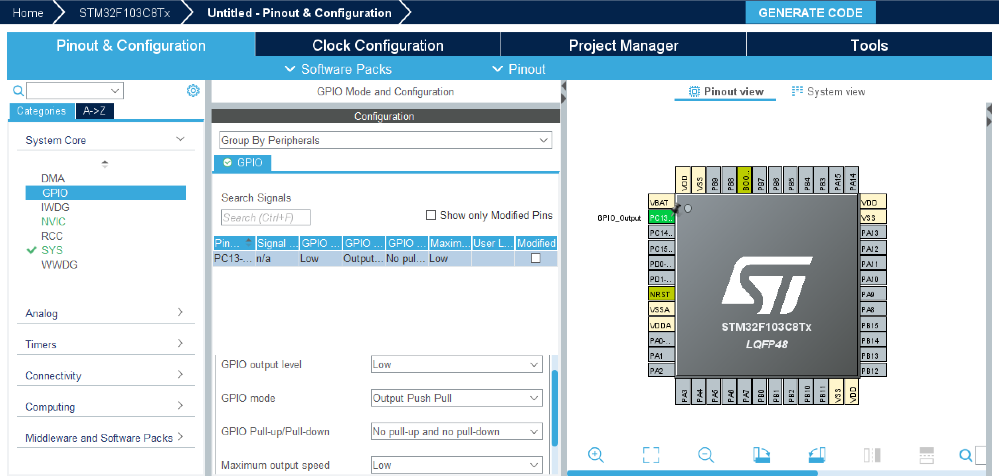 Home
STM32F103C8Tx
Untitled - Pinout & Configuration
GENERATE CODE
Pinout & Configuration
Clock Configuration
Project Manager
Tools
Software Packs
Pinout
Categories
A->Z
System Core
DMA
GPIO
IWDG
NVIC
RCC
SYS
WWDG
Analog
Timers
Connectivity
Computing
Middleware and Software Packs
GPIO Mode and Configuration
Configuration
Group By Peripherals
GPIO
Search Signals
Search (Ctrl+F)
Show only Modified Pins
Pin... Signal ... GPIO ... GPIO ... GPIO ... Maxim... User L... Modified
PC13-... n/a Low Output... No pul... Low
GPIO output level Low
GPIO mode Output Push Pull
GPIO Pull-up/Pull-down No pull-up and no pull-down
Maximum output speed Low
Pinout view
System view
VDD
VSS
PB9
PB8
BOO..
PB7
PB6
PB5
PB4
PB3
PA15
PA14
GPIO_Output
VBAT
PC13..
PC14..
PC15..
PD0-..
PD1-..
NRST
VSSA
VDDA
PA0-..
PA1
PA2
ST
STM32F103C8Tx
LQFP48
VDD
VSS
PA13
PA12
PA11
PA10
PA9
PA8
PB15
PB14
PB13
PB12
PA3
PA4
PA5
PA6
PA7
PB0
PB1
PB2
PB10
PB11
VSS
VDD